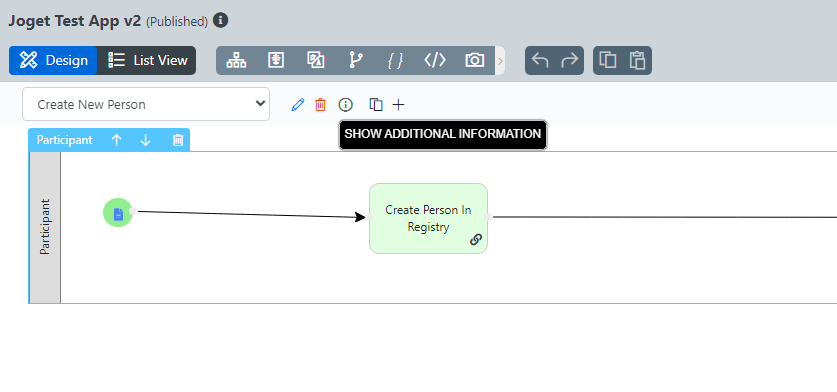 Joget Test App v2 (Published)
Design List View
Create New Person
SHOW ADDITIONAL INFORMATION
Participant
Participant
Create Person In
Registry